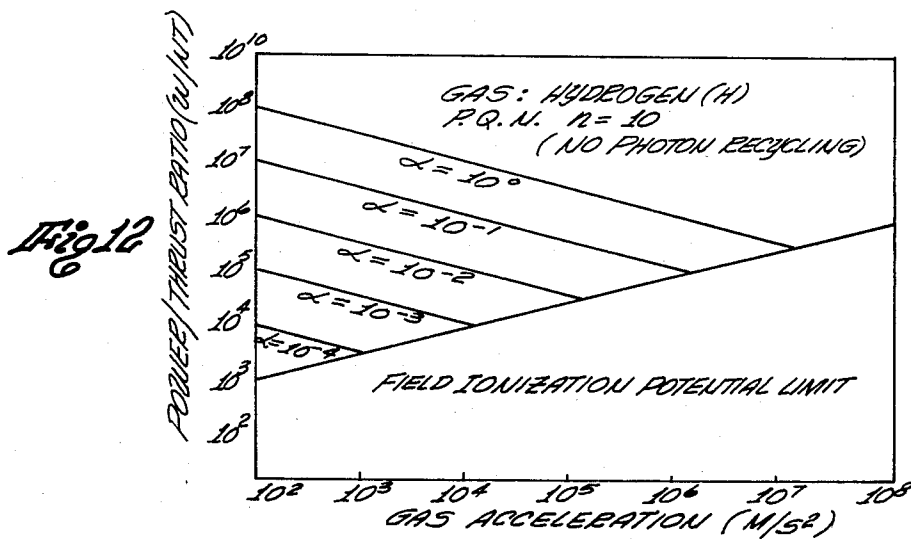 Fig 12
POWER/THRUST RATIO (W/NT)
10^10
10^8
10^7
10^6
10^5
10^4
10^3
10^2
GAS: HYDROGEN (H)
P.Q.N. n = 10
(NO PHOTON RECYCLING)
α = 10^0
α = 10^-1
α = 10^-2
α = 10^-3
α = 10^-4
FIELD IONIZATION POTENTIAL LIMIT
10^2 10^3 10^4 10^5 10^6 10^7 10^8
GAS ACCELERATION (M/S^2)